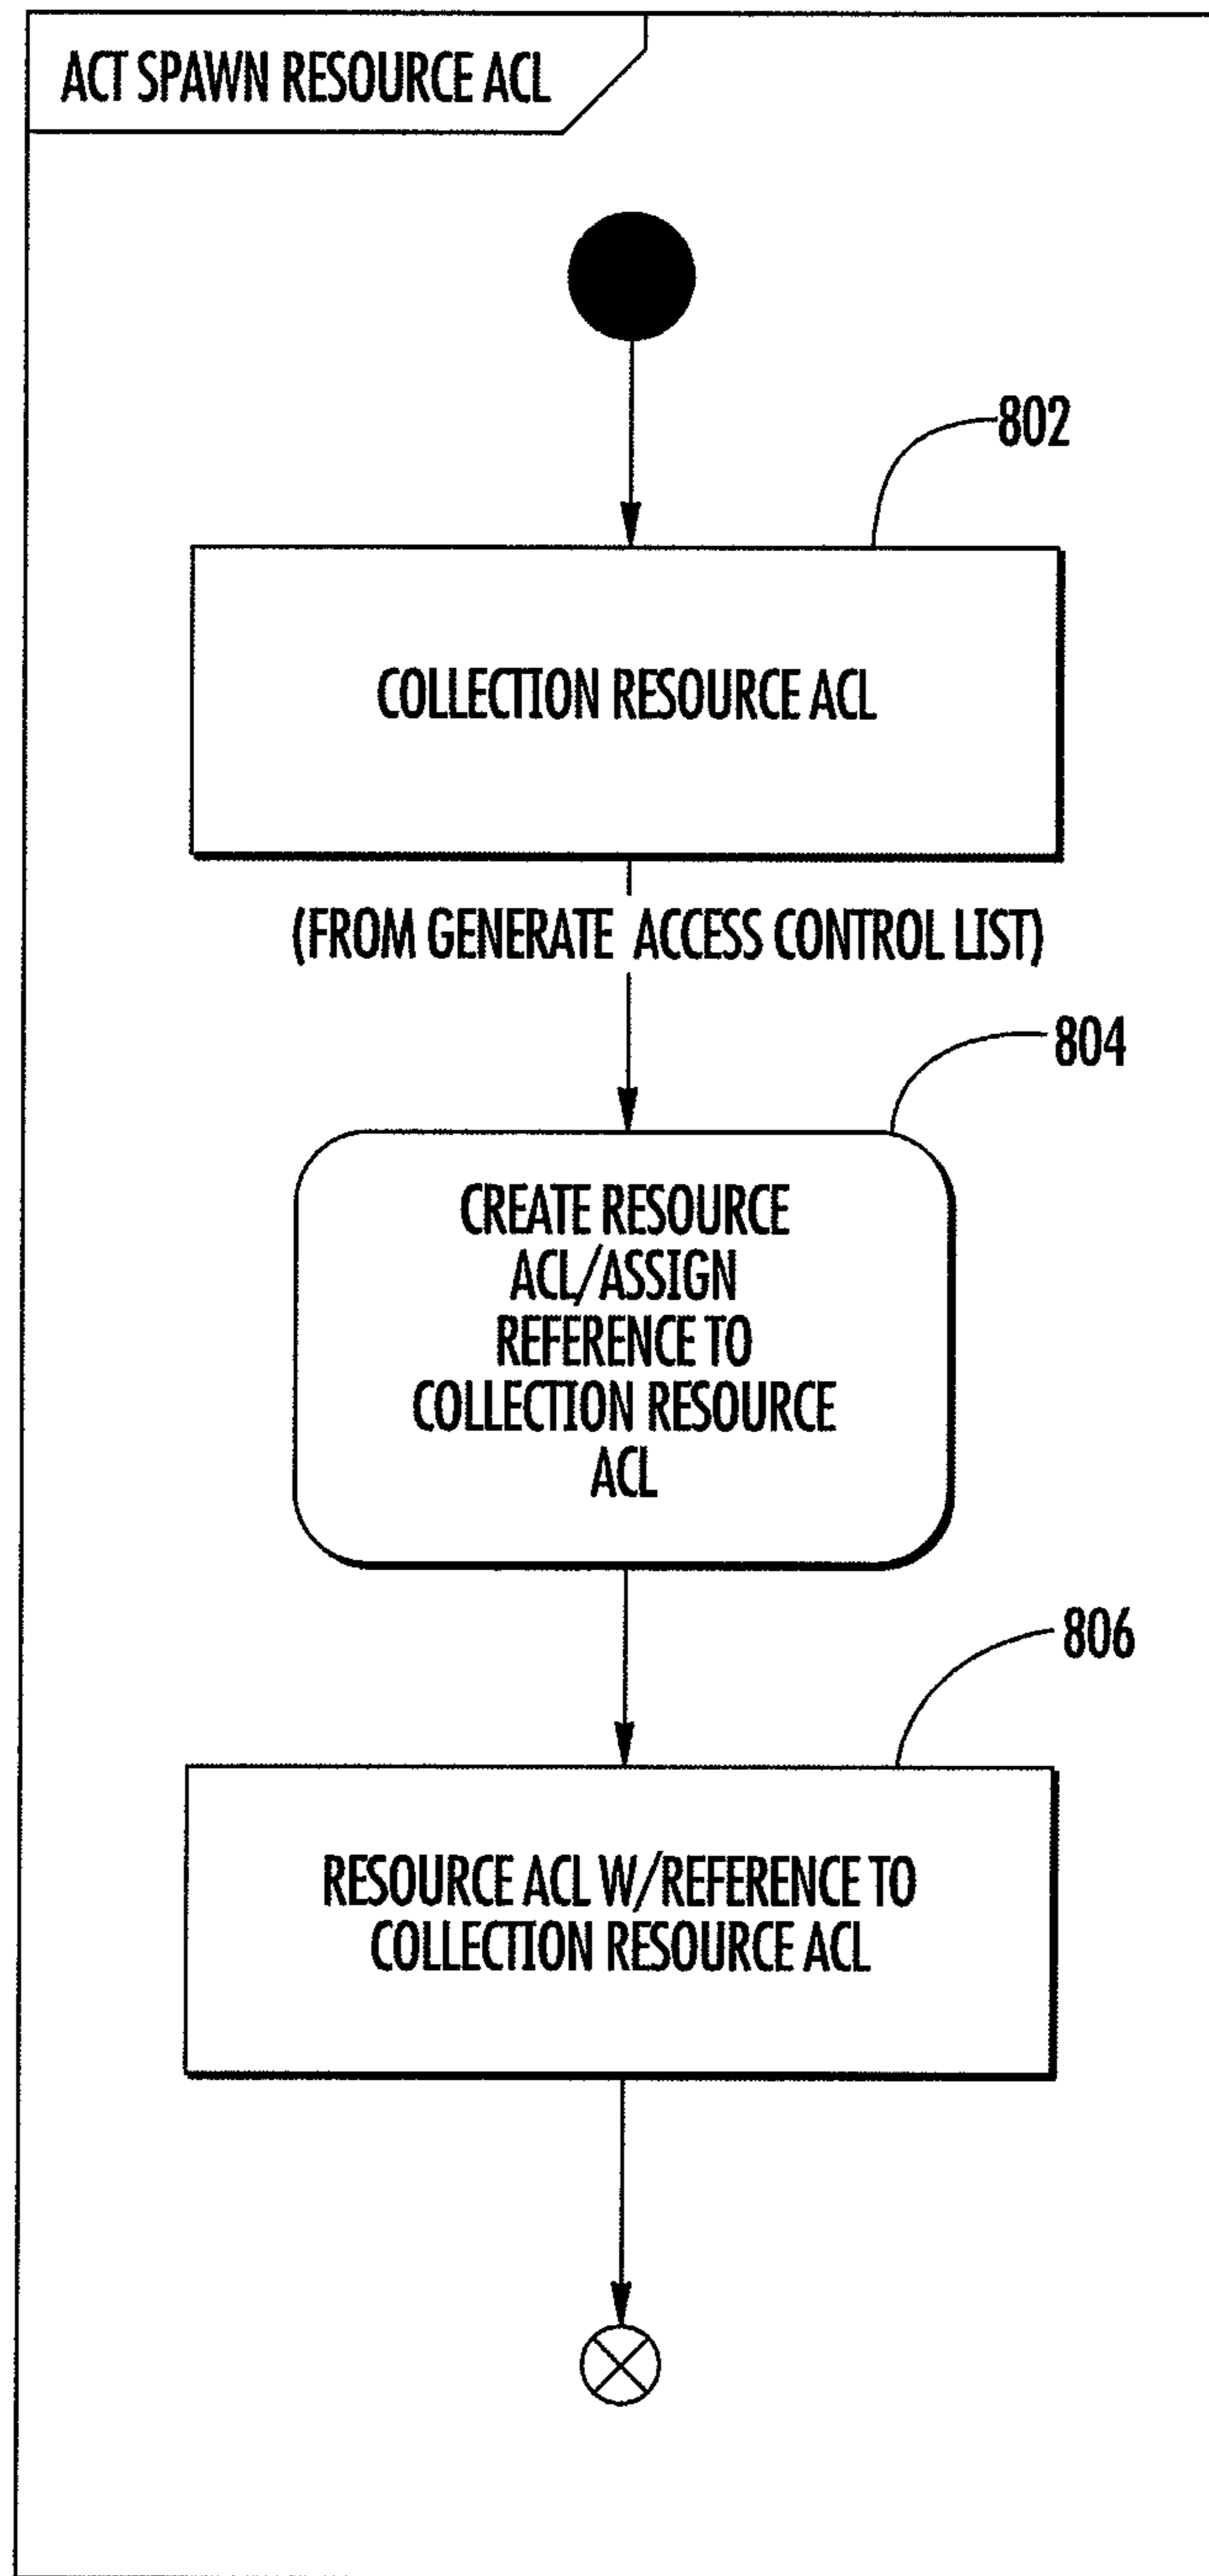 ACT SPAWN RESOURCE ACL
802
COLLECTION RESOURCE ACL
(FROM GENERATE ACCESS CONTROL LIST)
804
CREATE RESOURCE
ACL/ASSIGN
REFERENCE TO
COLLECTION RESOURCE
ACL
806
RESOURCE ACL W/REFERENCE TO
COLLECTION RESOURCE ACL